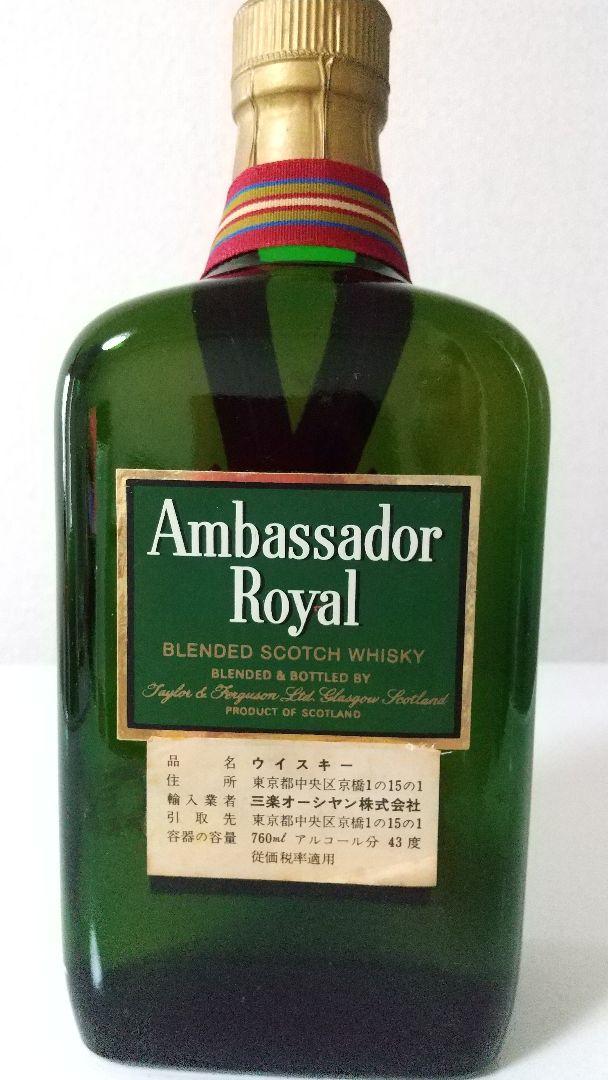 Ambassador
Royal
BLENDED SCOTCH WHISKY
BLENDED & BOTTLED BY
Taylor & Ferguson Ltd. Glasgow Scotland
PRODUCT OF SCOTLAND
品名 ウイスキー
住所 東京都中央区京橋1の15の1
輸入業者 三楽オーシヤン株式会社
引取先 東京都中央区京橋1の15の1
容器の容量 760ml アルコール分 43度
従価税率適用